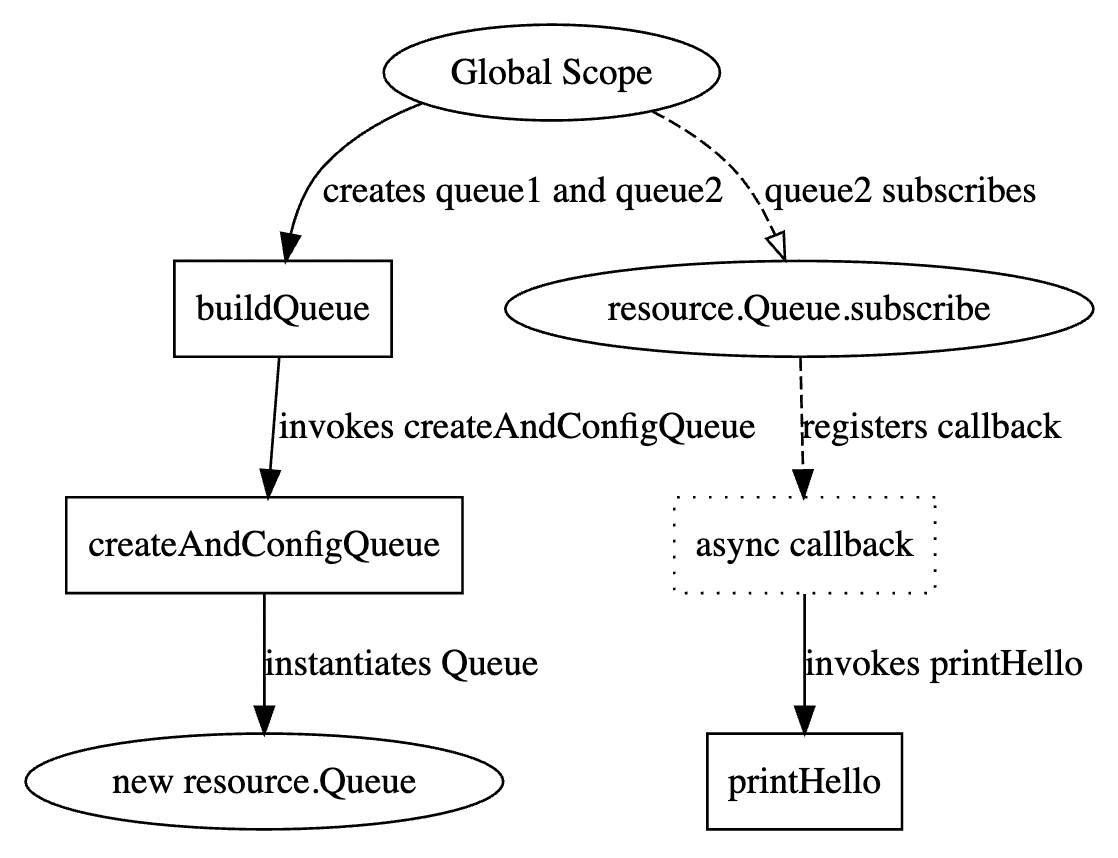 Global Scope
creates queue1 and queue2
queue2 subscribes
buildQueue
resource.Queue.subscribe
invokes createAndConfigQueue
registers callback
createAndConfigQueue
async callback
instantiates Queue
invokes printHello
new resource.Queue
printHello